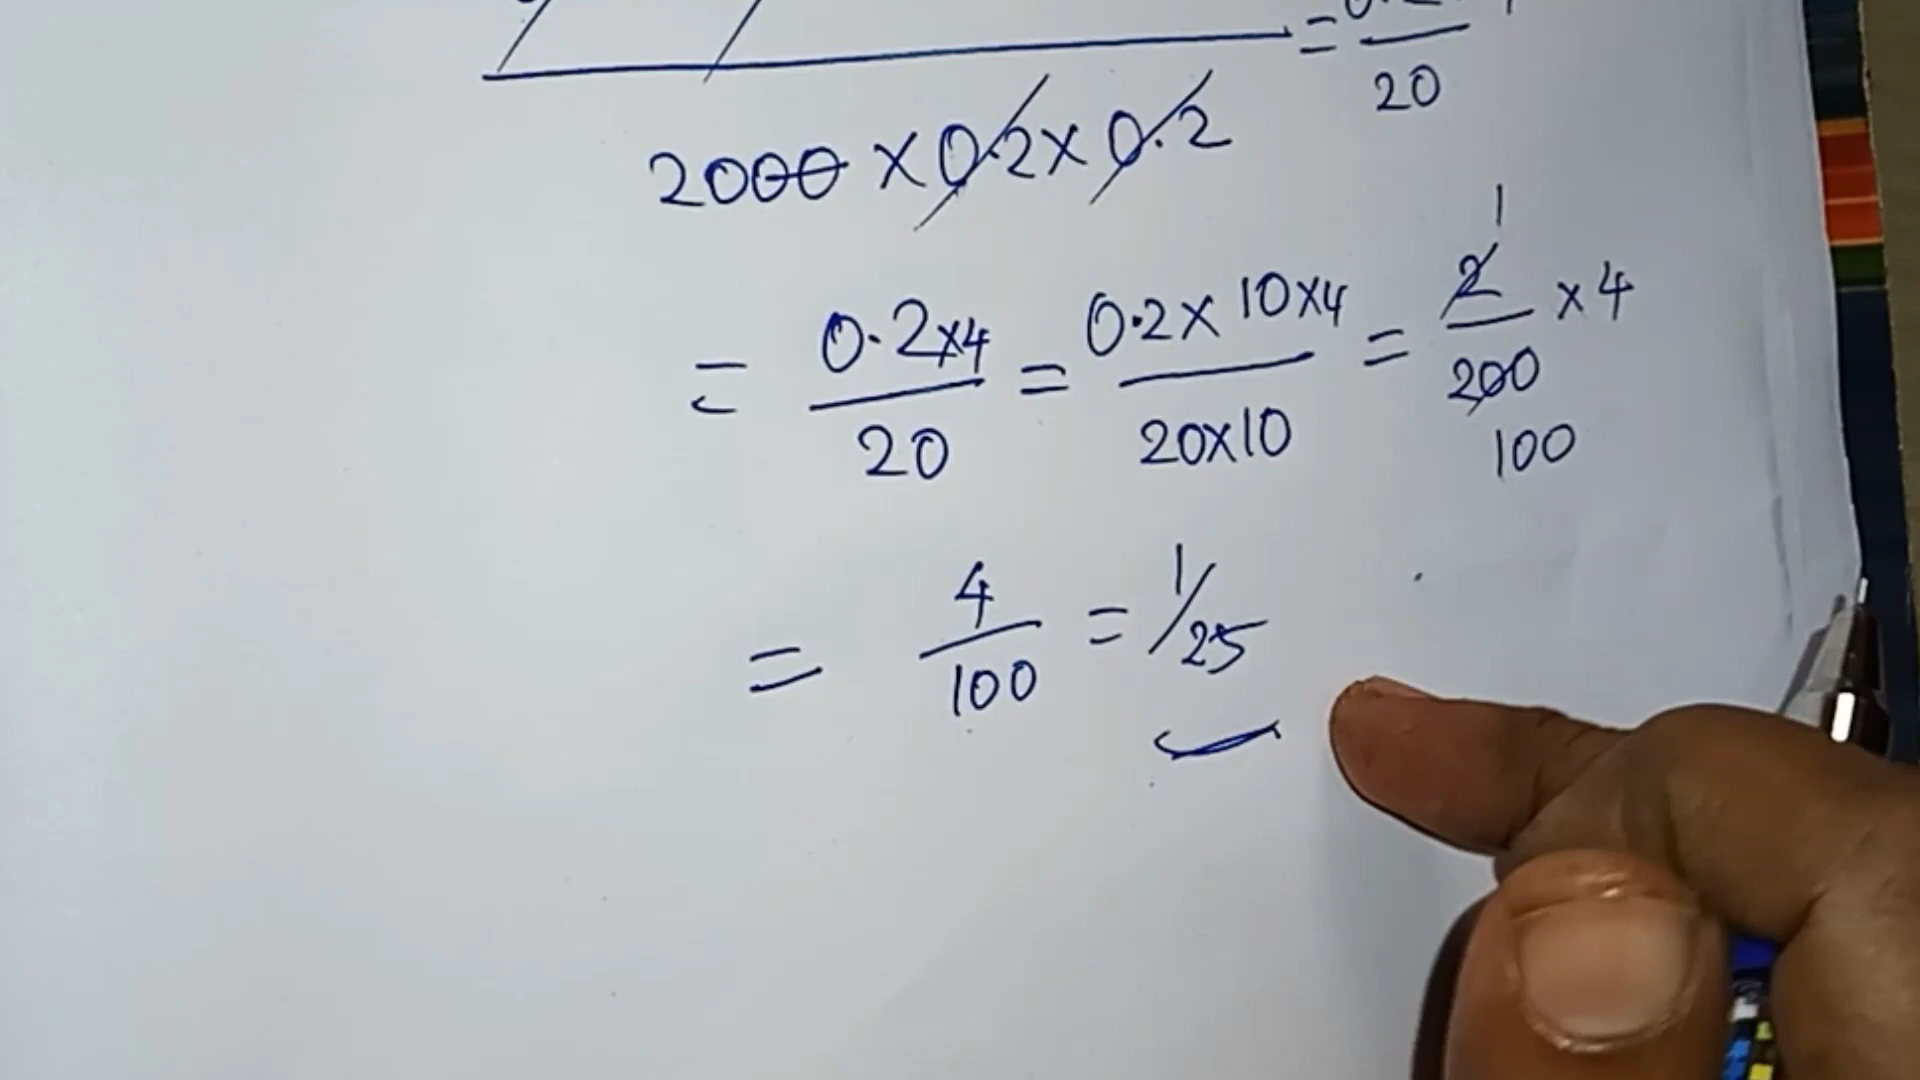 = 20
2000 × 0.2 × 0.2
= 0.2×4/20 = 0.2 × 10×4/20×10 = 2/200 × 4
1
100
= 4/100 = 1/25